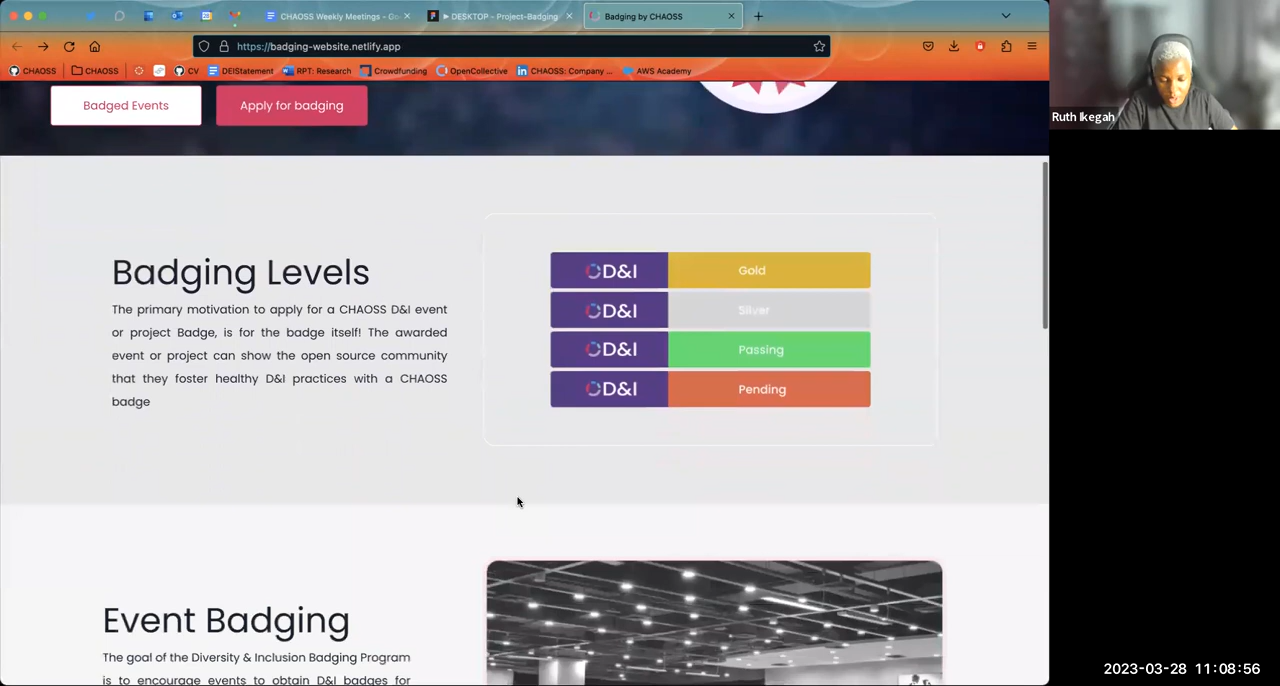 CHAOSS Weekly Meetings - Go
DESKTOP - Project-Badging
Badging by CHAOSS
https://badging-website.netlify.app
CHAOSS
CHAOSS
CV
DEIStatement
RPT: Research
Crowdfunding
OpenCollective
CHAOSS: Company ...
AWS Academy
Ruth Ikegah
Badged Events
Apply for badging
Badging Levels
The primary motivation to apply for a CHAOSS D&I event
or project Badge, is for the badge itself! The awarded
event or project can show the open source community
that they foster healthy D&I practices with a CHAOSS
badge
D&I Gold
D&I Silver
D&I Passing
D&I Pending
Event Badging
The goal of the Diversity & Inclusion Badging Program
is to encourage events to obtain D&I badges for
2023-03-28 11:08:56